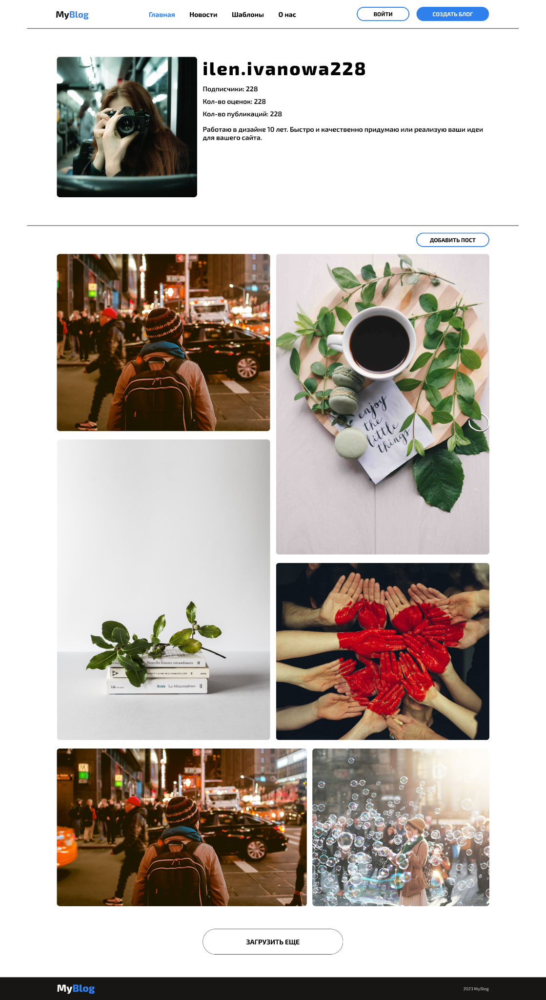 MyBlog
Главная
Новости
Шаблоны
О нас
ВОЙТИ
СОЗДАТЬ БЛОГ
ilen.ivanowa228
Подписчики: 228
Кол-во оценок: 228
Кол-во публикаций: 228
Работаю в дизайне 10 лет. Быстро и качественно придумаю или реализую ваши идеи
для вашего сайта.
ДОБАВИТЬ ПОСТ
enjoy
the
little
things
Nouvelles histoires extraordinaires
Ovide Les Métamorphoses
ЗАГРУЗИТЬ ЕЩЕ
MyBlog
2023 MyBlog